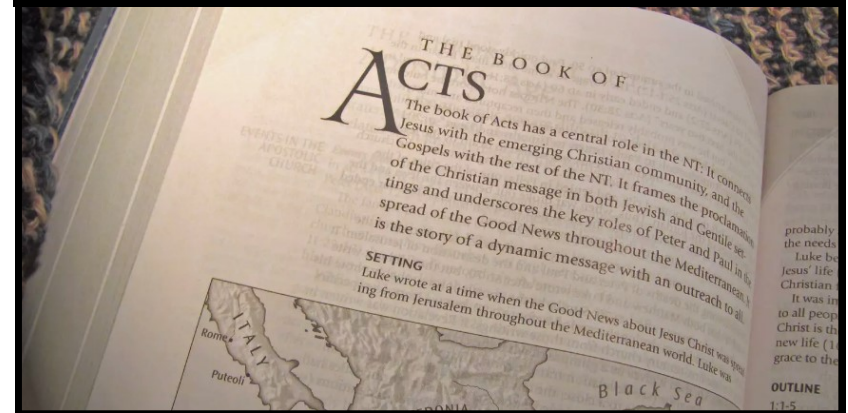 THE BOOK OF
ACTS
The book of Acts has a central role in the NT: It connects
Jesus with the emerging Christian community, and the
Gospels with the rest of the NT. It frames the proclamation
of the Christian message in both Jewish and Gentile set-
tings and underscores the key roles of Peter and Paul in the
spread of the Good News throughout the Mediterranean. It
is the story of a dynamic message with an outreach to all.
SETTING
Luke wrote at a time when the Good News about Jesus Christ was spread-
ing from Jerusalem throughout the Mediterranean world. Luke was
Rome
ITALY
Puteoli
Black Sea
probably
the needs
Luke be
Jesus' life
Christian
It was in
to all peop
Christ is th
new life (1
grace to the
OUTLINE
1:1-5